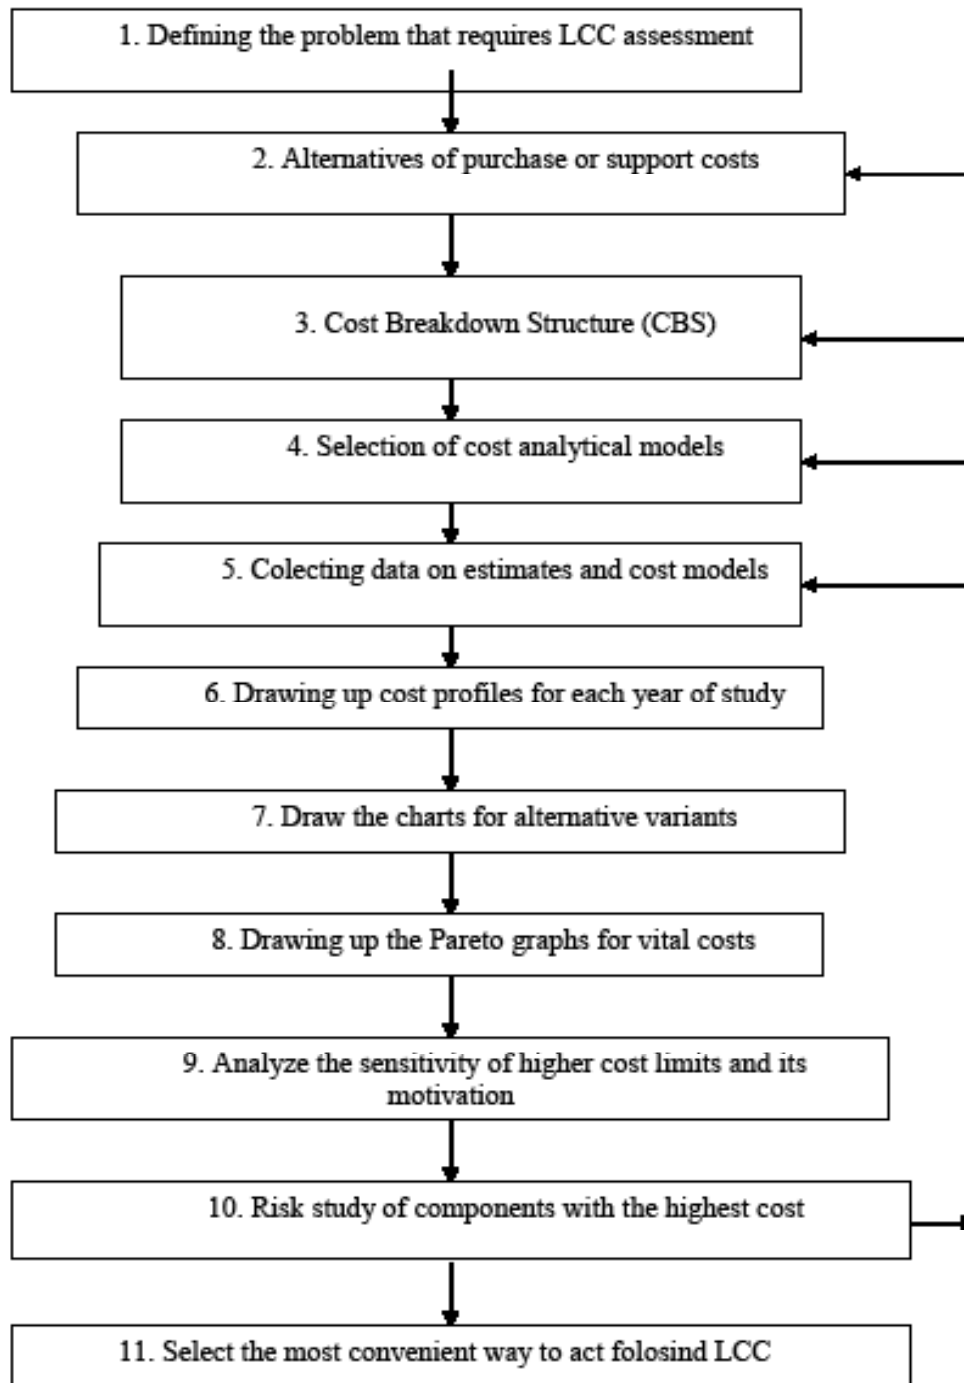 1. Defining the problem that requires LCC assessment
2. Alternatives of purchase or support costs
3. Cost Breakdown Structure (CBS)
4. Selection of cost analytical models
5. Colecting data on estimates and cost models
6. Drawing up cost profiles for each year of study
7. Draw the charts for alternative variants
8. Drawing up the Pareto graphs for vital costs
9. Analyze the sensitivity of higher cost limits and its
motivation
10. Risk study of components with the highest cost
11. Select the most convenient way to act folosind LCC